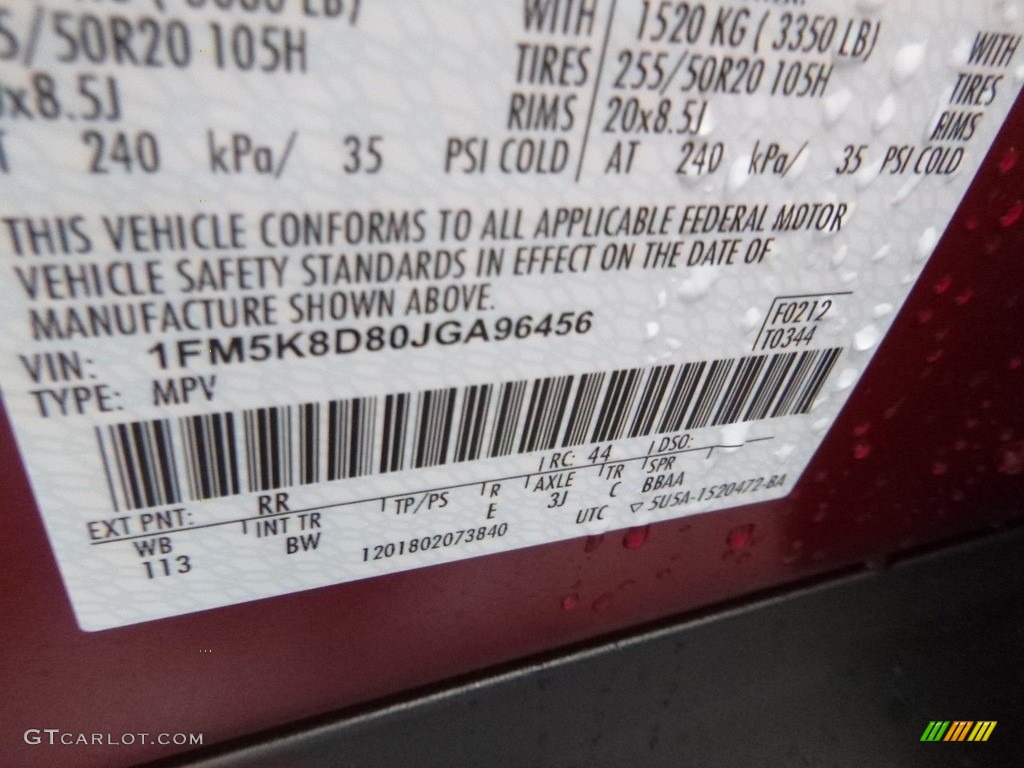 WITH 1520 KG ( 3350 LB) WITH
5/50R20 105H TIRES 255/50R20 105H TIRES
x8.5J RIMS 20x8.5J RIMS
240 kPa/ 35 PSI COLD AT 240 kPa/ 35 PSI COLD
THIS VEHICLE CONFORMS TO ALL APPLICABLE FEDERAL MOTOR
VEHICLE SAFETY STANDARDS IN EFFECT ON THE DATE OF
MANUFACTURE SHOWN ABOVE.
VIN: 1FM5K8D80JGA96456
F0212
T0344
TYPE: MPV
EXT PNT: RR RC: 44 DSO:
WB INT TR TP/PS R AXLE TR SPR
113 BW E 3J C BBAA
1201802073840 UTC ▽ 5U5A-1520472-BA
GTCARLOT.COM